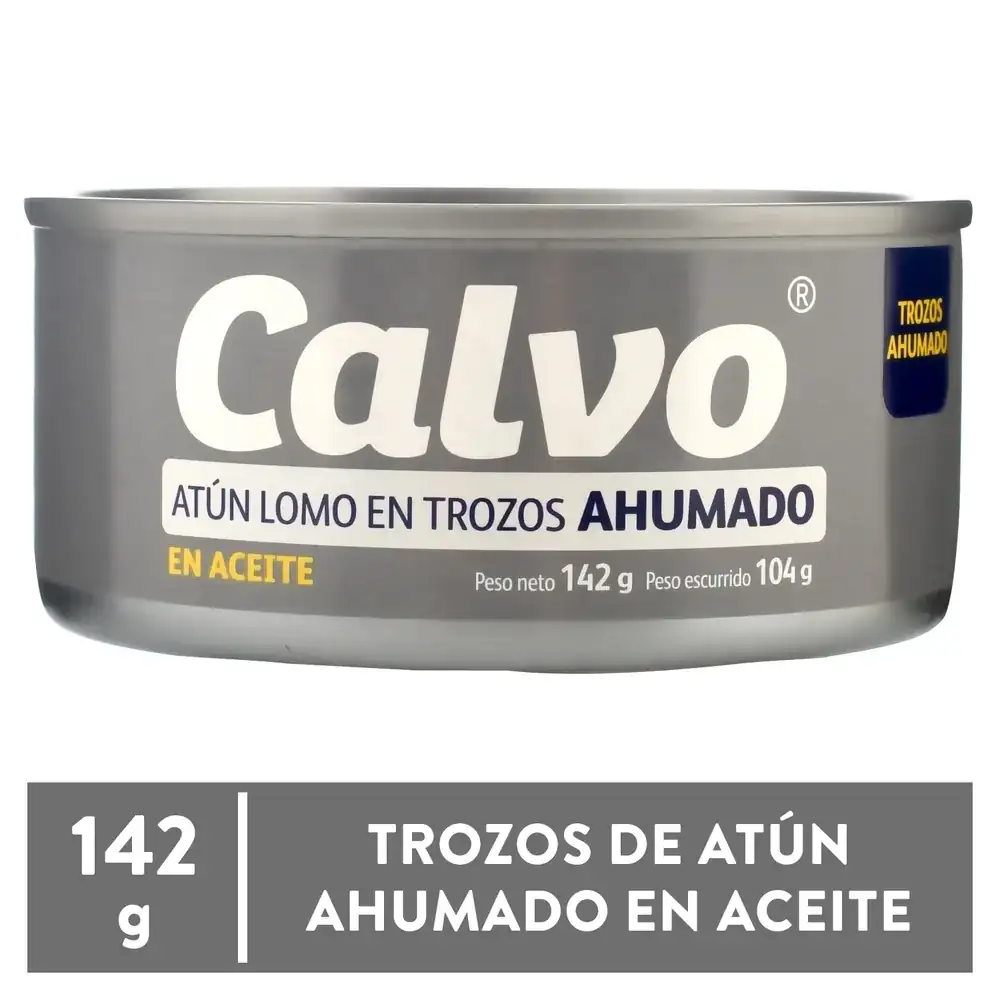 Calvo®
TROZOS
AHUMADO
ATÚN LOMO EN TROZOS AHUMADO
EN ACEITE
Peso neto 142 g Peso escurrido 104 g
142
g
TROZOS DE ATÚN
AHUMADO EN ACEITE